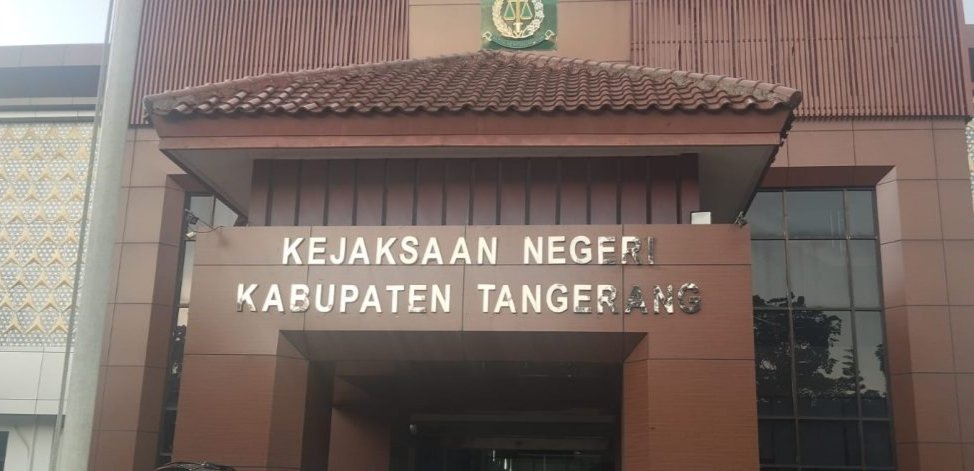 KEJAKSAAN NEGERI
KABUPATEN TANGERANG